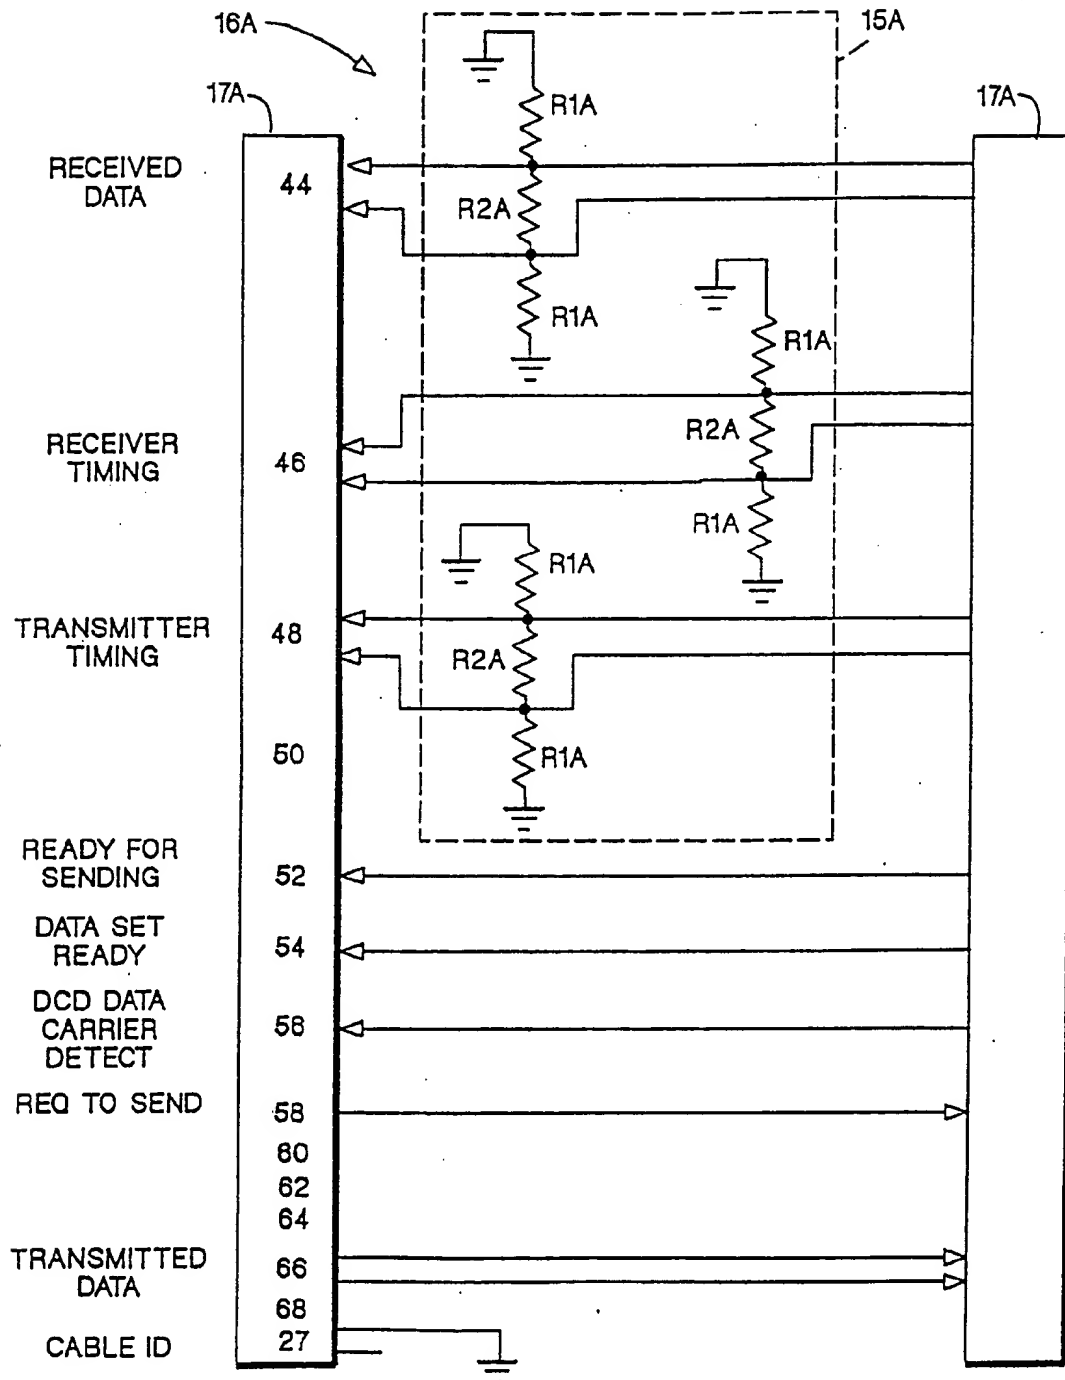 16A
15A
17A
17A
R1A
RECEIVED
DATA
44
R2A
R1A
R1A
RECEIVER
TIMING
46
R2A
R1A
R1A
TRANSMITTER
TIMING
48
R2A
50
R1A
READY FOR
SENDING
52
DATA SET
READY
54
DCD DATA
CARRIER
DETECT
56
REQ TO SEND
58
60
62
64
TRANSMITTED
DATA
66
68
CABLE ID
27